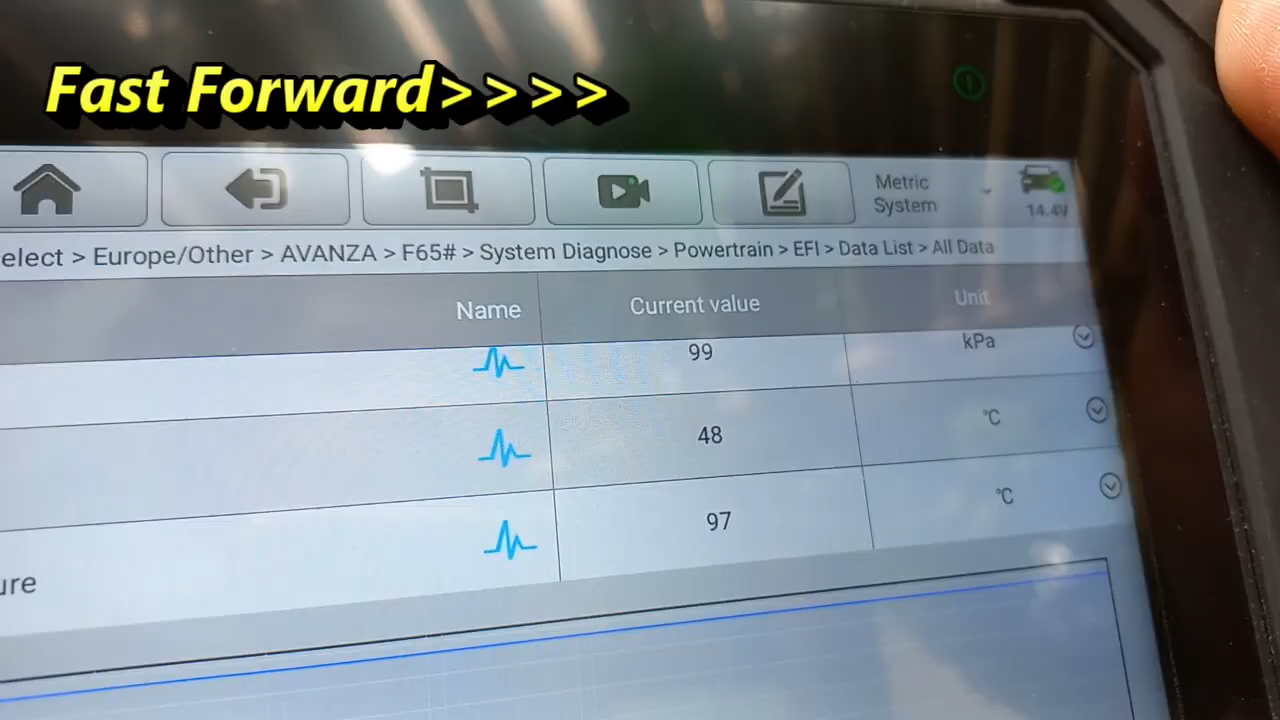 Fast Forward>>>>
Metric
System
14.4V
elect > Europe/Other > AVANZA > F65# > System Diagnose > Powertrain > EFI > Data List > All Data
Name Current value Unit
99 kPa
48 °C
97 °C
ure